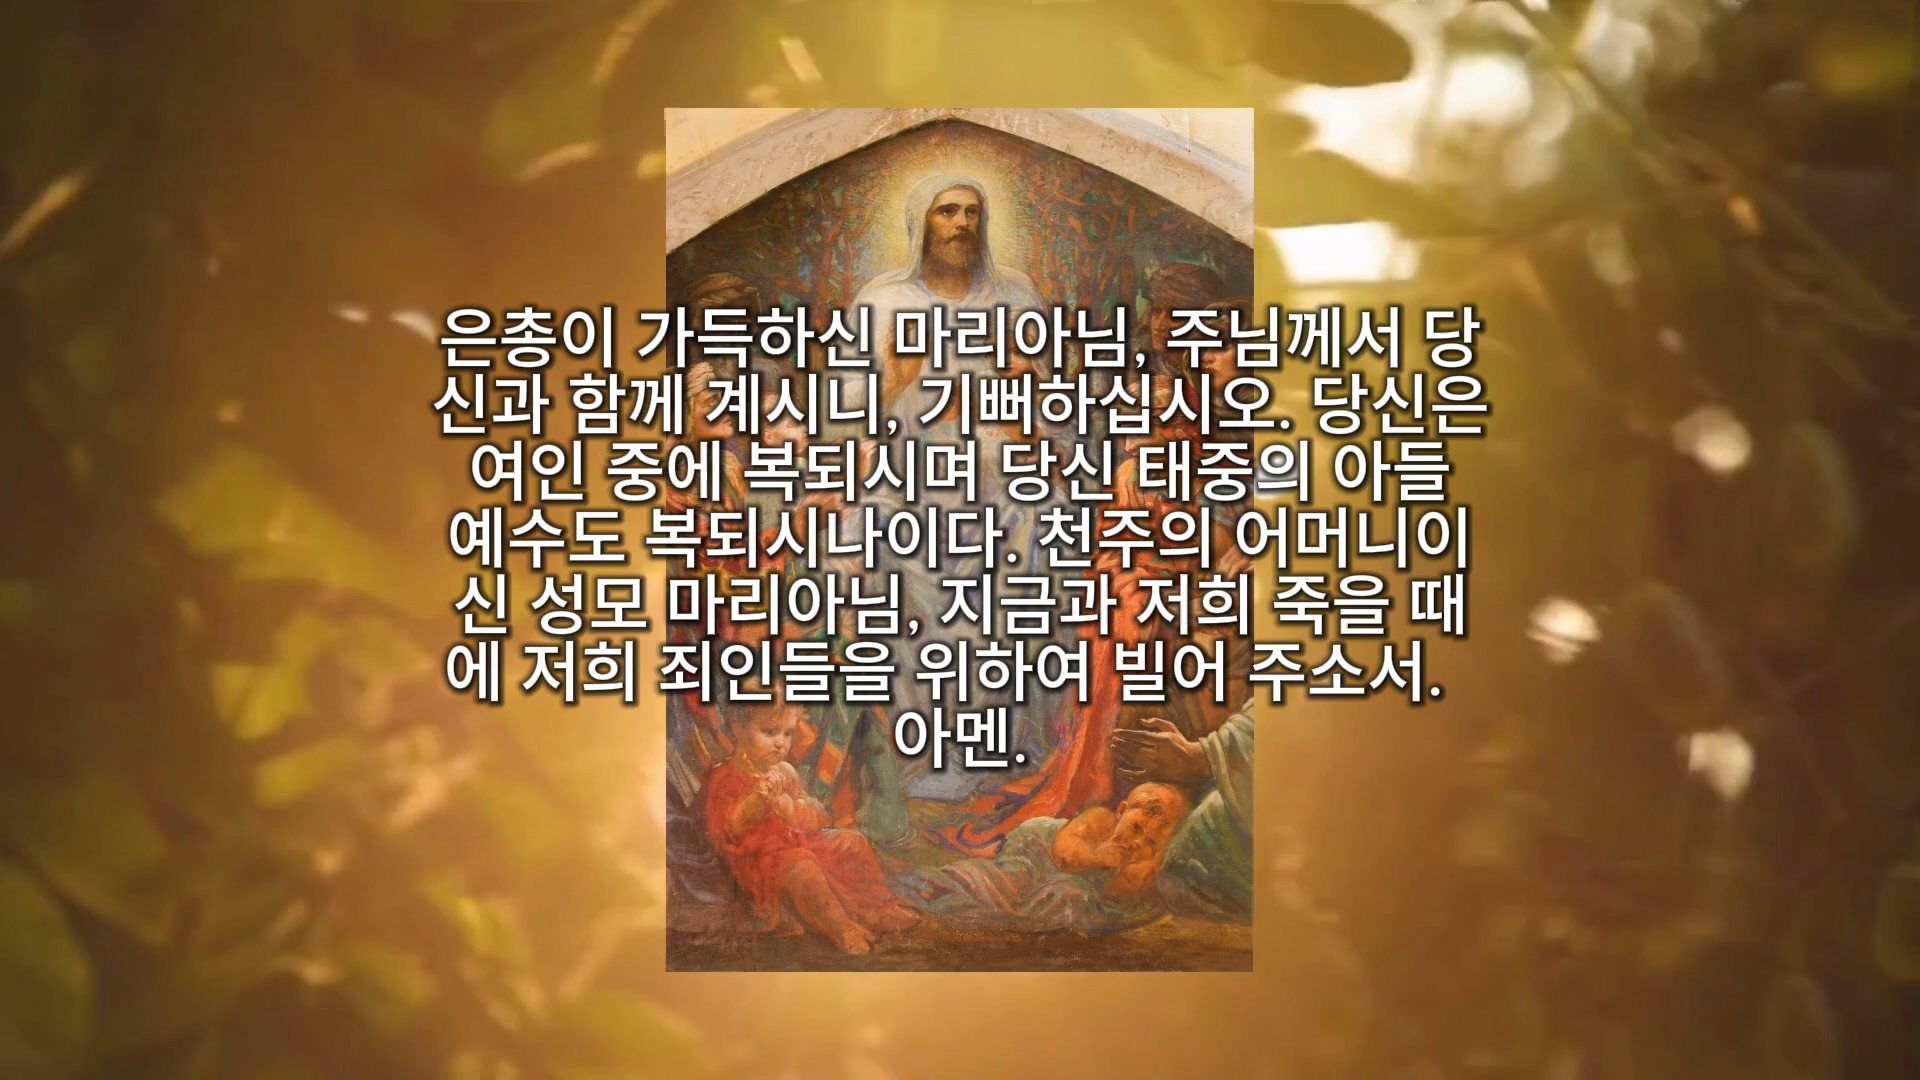 은총이 가득하신 마리아님, 주님께서 당
신과 함께 계시니, 기뻐하십시오. 당신은
여인 중에 복되시며 당신 태중의 아들
예수도 복되시나이다. 천주의 어머니이
신 성모 마리아님, 지금과 저희 죽을 때
에 저희 죄인들을 위하여 빌어 주소서.
아멘.